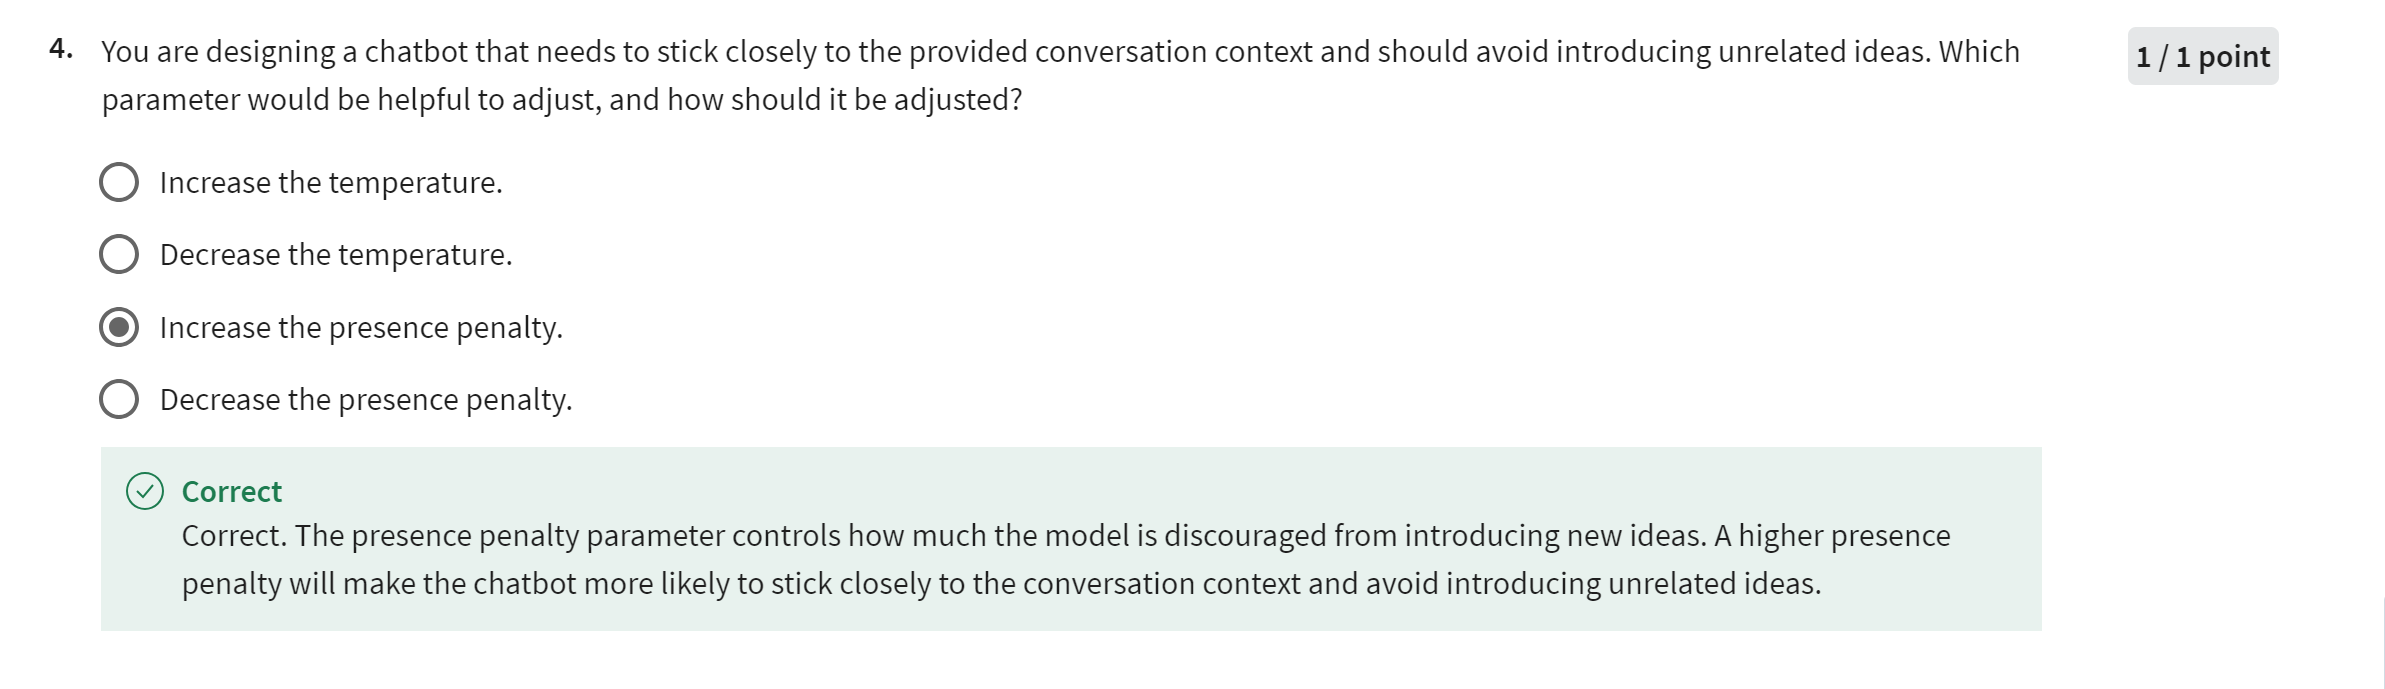 4. You are designing a chatbot that needs to stick closely to the provided conversation context and should avoid introducing unrelated ideas. Which
parameter would be helpful to adjust, and how should it be adjusted?
1 / 1 point
Increase the temperature.
Decrease the temperature.
Increase the presence penalty.
Decrease the presence penalty.
Correct
Correct. The presence penalty parameter controls how much the model is discouraged from introducing new ideas. A higher presence
penalty will make the chatbot more likely to stick closely to the conversation context and avoid introducing unrelated ideas.